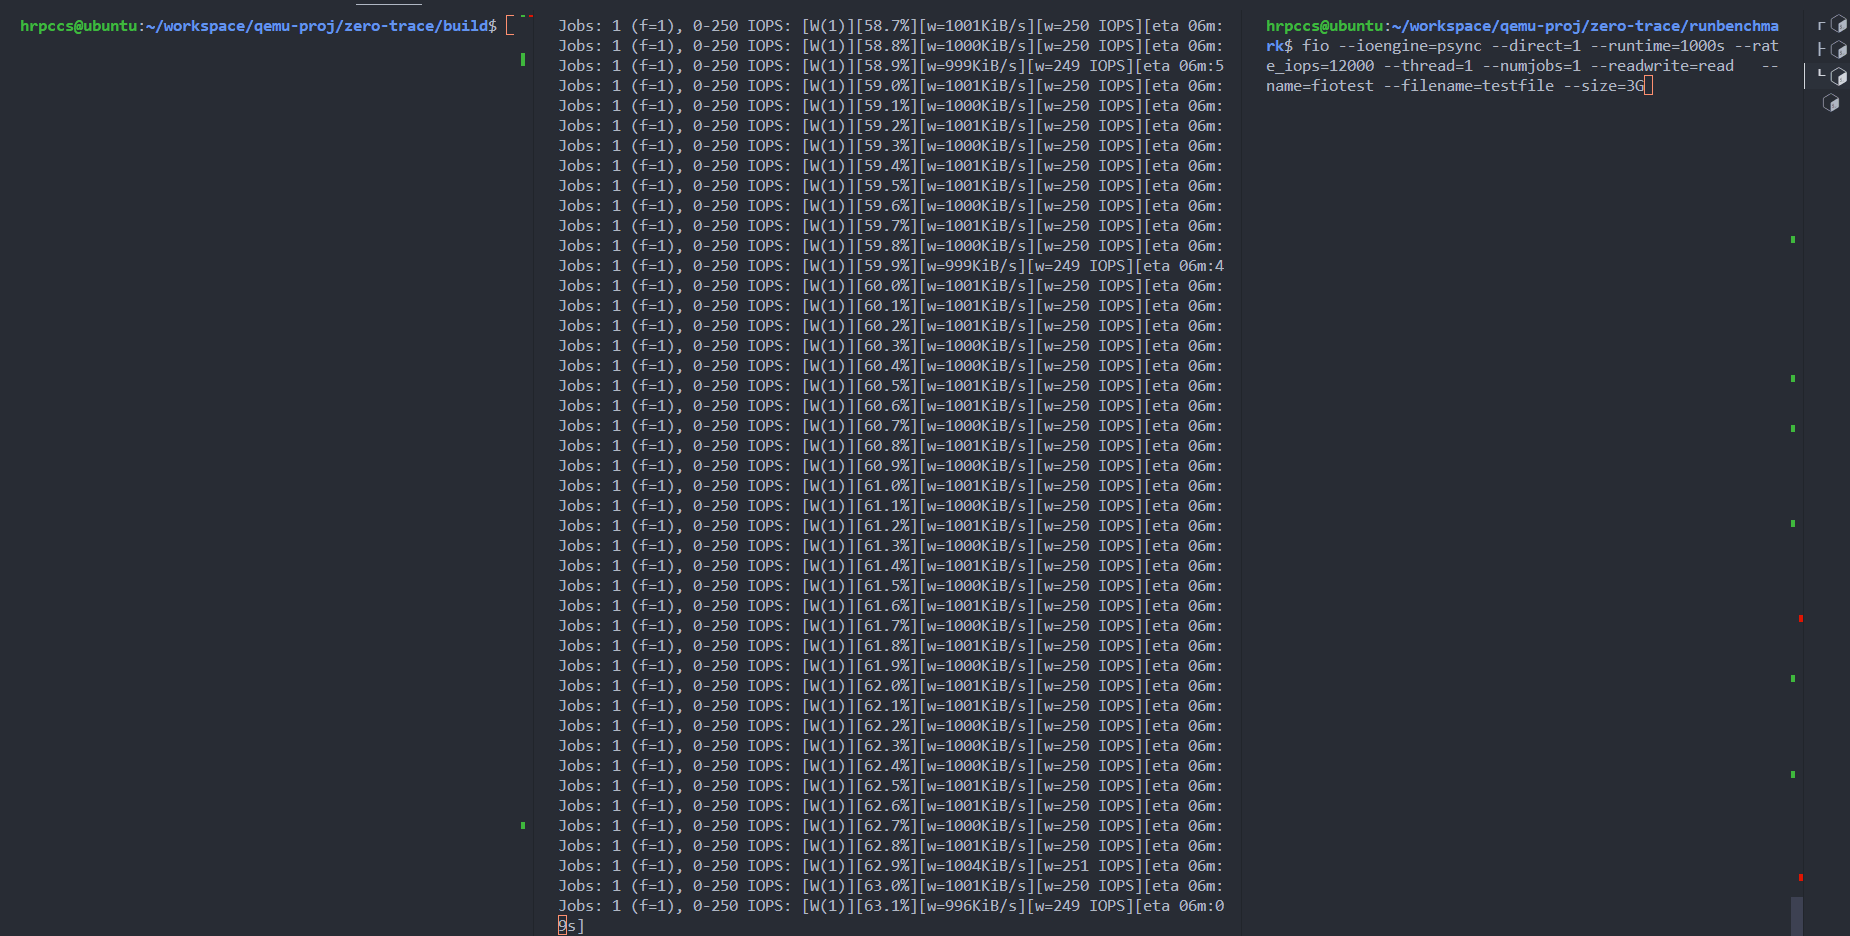 hrpccs@ubuntu:~/workspace/qemu-proj/zero-trace/build$
Jobs: 1 (f=1), 0-250 IOPS: [W(1)][58.7%][w=1001KiB/s][w=250 IOPS][eta 06m:
Jobs: 1 (f=1), 0-250 IOPS: [W(1)][58.8%][w=1000KiB/s][w=250 IOPS][eta 06m:
Jobs: 1 (f=1), 0-250 IOPS: [W(1)][58.9%][w=999KiB/s][w=249 IOPS][eta 06m:5
Jobs: 1 (f=1), 0-250 IOPS: [W(1)][59.0%][w=1001KiB/s][w=250 IOPS][eta 06m:
Jobs: 1 (f=1), 0-250 IOPS: [W(1)][59.1%][w=1000KiB/s][w=250 IOPS][eta 06m:
Jobs: 1 (f=1), 0-250 IOPS: [W(1)][59.2%][w=1001KiB/s][w=250 IOPS][eta 06m:
Jobs: 1 (f=1), 0-250 IOPS: [W(1)][59.3%][w=1000KiB/s][w=250 IOPS][eta 06m:
Jobs: 1 (f=1), 0-250 IOPS: [W(1)][59.4%][w=1001KiB/s][w=250 IOPS][eta 06m:
Jobs: 1 (f=1), 0-250 IOPS: [W(1)][59.5%][w=1001KiB/s][w=250 IOPS][eta 06m:
Jobs: 1 (f=1), 0-250 IOPS: [W(1)][59.6%][w=1000KiB/s][w=250 IOPS][eta 06m:
Jobs: 1 (f=1), 0-250 IOPS: [W(1)][59.7%][w=1001KiB/s][w=250 IOPS][eta 06m:
Jobs: 1 (f=1), 0-250 IOPS: [W(1)][59.8%][w=1000KiB/s][w=250 IOPS][eta 06m:
Jobs: 1 (f=1), 0-250 IOPS: [W(1)][59.9%][w=999KiB/s][w=249 IOPS][eta 06m:4
Jobs: 1 (f=1), 0-250 IOPS: [W(1)][60.0%][w=1001KiB/s][w=250 IOPS][eta 06m:
Jobs: 1 (f=1), 0-250 IOPS: [W(1)][60.1%][w=1001KiB/s][w=250 IOPS][eta 06m:
Jobs: 1 (f=1), 0-250 IOPS: [W(1)][60.2%][w=1001KiB/s][w=250 IOPS][eta 06m:
Jobs: 1 (f=1), 0-250 IOPS: [W(1)][60.3%][w=1000KiB/s][w=250 IOPS][eta 06m:
Jobs: 1 (f=1), 0-250 IOPS: [W(1)][60.4%][w=1000KiB/s][w=250 IOPS][eta 06m:
Jobs: 1 (f=1), 0-250 IOPS: [W(1)][60.5%][w=1001KiB/s][w=250 IOPS][eta 06m:
Jobs: 1 (f=1), 0-250 IOPS: [W(1)][60.6%][w=1001KiB/s][w=250 IOPS][eta 06m:
Jobs: 1 (f=1), 0-250 IOPS: [W(1)][60.7%][w=1000KiB/s][w=250 IOPS][eta 06m:
Jobs: 1 (f=1), 0-250 IOPS: [W(1)][60.8%][w=1001KiB/s][w=250 IOPS][eta 06m:
Jobs: 1 (f=1), 0-250 IOPS: [W(1)][60.9%][w=1000KiB/s][w=250 IOPS][eta 06m:
Jobs: 1 (f=1), 0-250 IOPS: [W(1)][61.0%][w=1001KiB/s][w=250 IOPS][eta 06m:
Jobs: 1 (f=1), 0-250 IOPS: [W(1)][61.1%][w=1000KiB/s][w=250 IOPS][eta 06m:
Jobs: 1 (f=1), 0-250 IOPS: [W(1)][61.2%][w=1001KiB/s][w=250 IOPS][eta 06m:
Jobs: 1 (f=1), 0-250 IOPS: [W(1)][61.3%][w=1000KiB/s][w=250 IOPS][eta 06m:
Jobs: 1 (f=1), 0-250 IOPS: [W(1)][61.4%][w=1001KiB/s][w=250 IOPS][eta 06m:
Jobs: 1 (f=1), 0-250 IOPS: [W(1)][61.5%][w=1000KiB/s][w=250 IOPS][eta 06m:
Jobs: 1 (f=1), 0-250 IOPS: [W(1)][61.6%][w=1001KiB/s][w=250 IOPS][eta 06m:
Jobs: 1 (f=1), 0-250 IOPS: [W(1)][61.7%][w=1000KiB/s][w=250 IOPS][eta 06m:
Jobs: 1 (f=1), 0-250 IOPS: [W(1)][61.8%][w=1001KiB/s][w=250 IOPS][eta 06m:
Jobs: 1 (f=1), 0-250 IOPS: [W(1)][61.9%][w=1000KiB/s][w=250 IOPS][eta 06m:
Jobs: 1 (f=1), 0-250 IOPS: [W(1)][62.0%][w=1001KiB/s][w=250 IOPS][eta 06m:
Jobs: 1 (f=1), 0-250 IOPS: [W(1)][62.1%][w=1001KiB/s][w=250 IOPS][eta 06m:
Jobs: 1 (f=1), 0-250 IOPS: [W(1)][62.2%][w=1000KiB/s][w=250 IOPS][eta 06m:
Jobs: 1 (f=1), 0-250 IOPS: [W(1)][62.3%][w=1000KiB/s][w=250 IOPS][eta 06m:
Jobs: 1 (f=1), 0-250 IOPS: [W(1)][62.4%][w=1000KiB/s][w=250 IOPS][eta 06m:
Jobs: 1 (f=1), 0-250 IOPS: [W(1)][62.5%][w=1001KiB/s][w=250 IOPS][eta 06m:
Jobs: 1 (f=1), 0-250 IOPS: [W(1)][62.6%][w=1001KiB/s][w=250 IOPS][eta 06m:
Jobs: 1 (f=1), 0-250 IOPS: [W(1)][62.7%][w=1000KiB/s][w=250 IOPS][eta 06m:
Jobs: 1 (f=1), 0-250 IOPS: [W(1)][62.8%][w=1001KiB/s][w=250 IOPS][eta 06m:
Jobs: 1 (f=1), 0-250 IOPS: [W(1)][62.9%][w=1004KiB/s][w=251 IOPS][eta 06m:
Jobs: 1 (f=1), 0-250 IOPS: [W(1)][63.0%][w=1001KiB/s][w=250 IOPS][eta 06m:
Jobs: 1 (f=1), 0-250 IOPS: [W(1)][63.1%][w=996KiB/s][w=249 IOPS][eta 06m:0
9s]
hrpccs@ubuntu:~/workspace/qemu-proj/zero-trace/runbenchma
rk$ fio --ioengine=psync --direct=1 --runtime=1000s --rat
e_iops=12000 --thread=1 --numjobs=1 --readwrite=read   --
name=fiotest --filename=testfile --size=3G